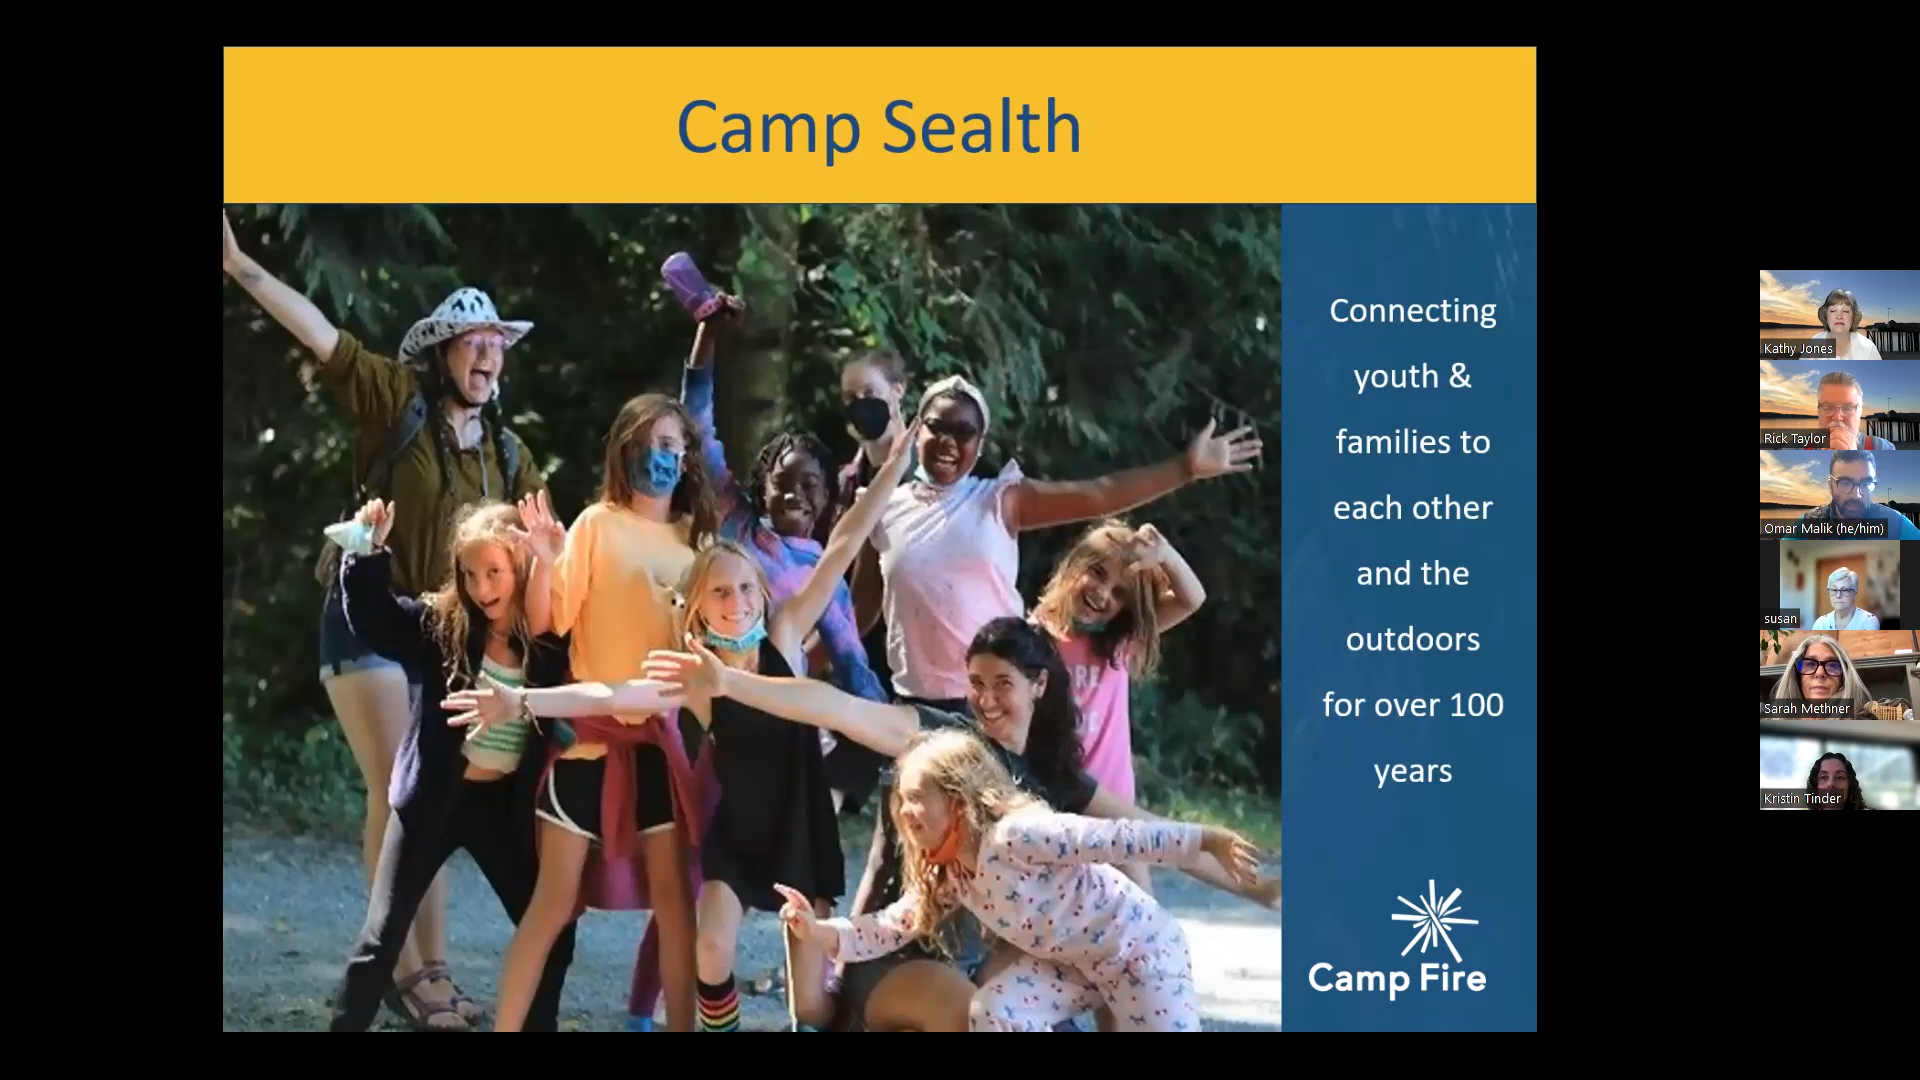 Camp Sealth
Connecting
youth &
families to
each other
and the
outdoors
for over 100
years
Camp Fire
Kathy Jones
Rick Taylor
Omar Malik (he/him)
susan
Sarah Methner
Kristin Tinder